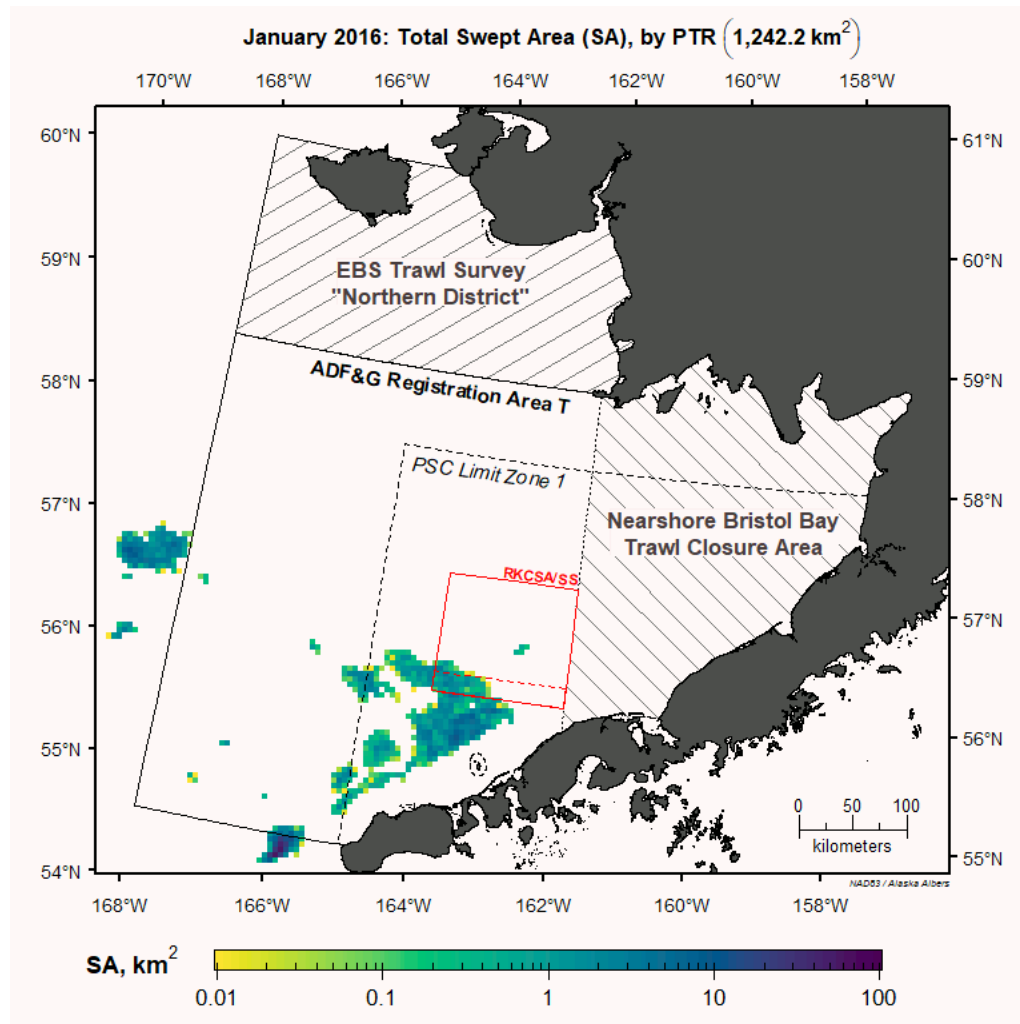 January 2016: Total Swept Area (SA), by PTR (1,242.2 km²)
170°W 168°W 166°W 164°W 162°W 160°W 158°W
60°N 61°N
59°N 60°N
EBS Trawl Survey
"Northern District"
58°N 59°N
ADF&G Registration Area T
PSC Limit Zone 1
57°N 58°N
Nearshore Bristol Bay
Trawl Closure Area
RKCSA/SS
56°N 57°N
55°N 56°N
0 50 100
kilometers
54°N 55°N
NAD83 / Alaska Albers
168°W 166°W 164°W 162°W 160°W 158°W
SA, km²
0.01 0.1 1 10 100